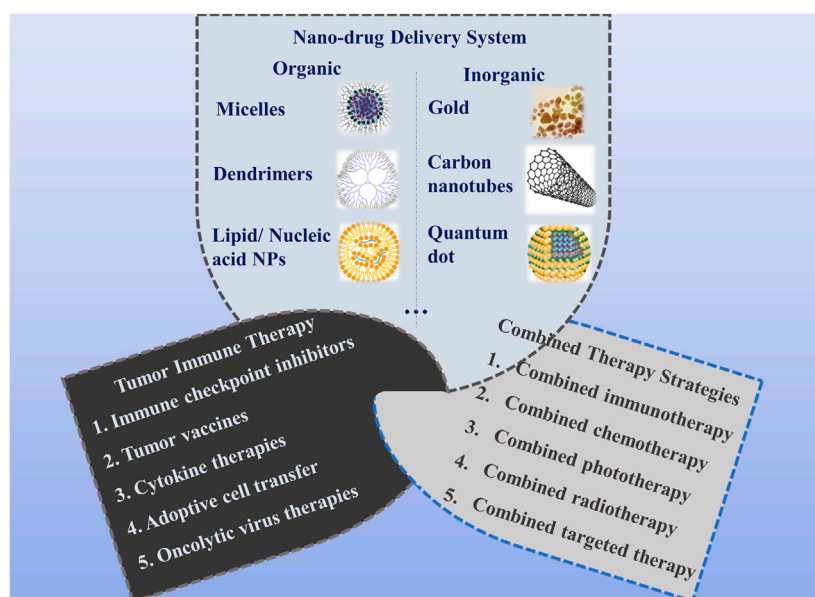 Nano-drug Delivery System
Organic
Inorganic
Micelles
Gold
Dendrimers
Carbon
nanotubes
Lipid/ Nucleic
acid NPs
Quantum
dot
...
Tumor Immune Therapy
1. Immune checkpoint inhibitors
2. Tumor vaccines
3. Cytokine therapies
4. Adoptive cell transfer
5. Oncolytic virus therapies
Combined Therapy Strategies
1. Combined immunotherapy
2. Combined chemotherapy
3. Combined phototherapy
4. Combined radiotherapy
5. Combined targeted therapy